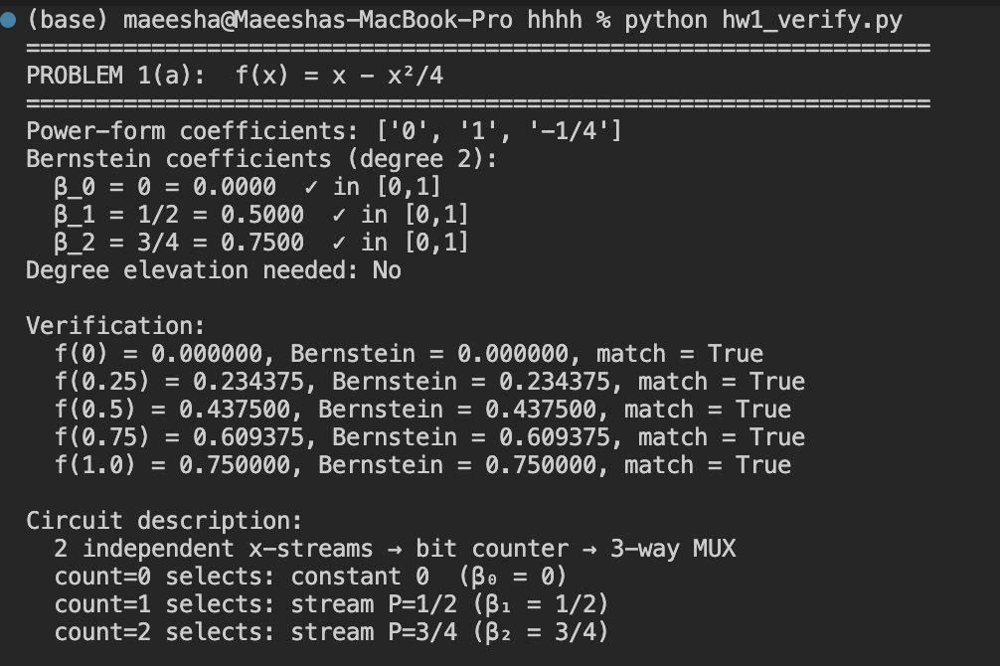 (base) maeesha@Maeeshas-MacBook-Pro hhhh % python hw1_verify.py
=================================================================
PROBLEM 1(a):  f(x) = x - x²/4
=================================================================
Power-form coefficients: ['0', '1', '-1/4']
Bernstein coefficients (degree 2):
  β_0 = 0 = 0.0000  ✓ in [0,1]
  β_1 = 1/2 = 0.5000  ✓ in [0,1]
  β_2 = 3/4 = 0.7500  ✓ in [0,1]
Degree elevation needed: No
Verification:
  f(0) = 0.000000, Bernstein = 0.000000, match = True
  f(0.25) = 0.234375, Bernstein = 0.234375, match = True
  f(0.5) = 0.437500, Bernstein = 0.437500, match = True
  f(0.75) = 0.609375, Bernstein = 0.609375, match = True
  f(1.0) = 0.750000, Bernstein = 0.750000, match = True
Circuit description:
  2 independent x-streams → bit counter → 3-way MUX
  count=0 selects: constant 0  (β₀ = 0)
  count=1 selects: stream P=1/2 (β₁ = 1/2)
  count=2 selects: stream P=3/4 (β₂ = 3/4)